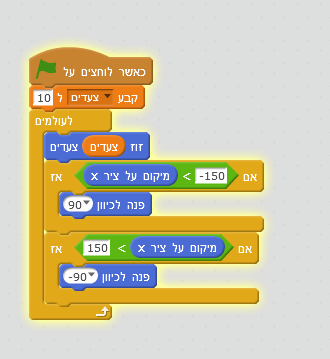 כאשר לוחצים על
קבע צעדים ל 10
לעולמים
זוז צעדים צעדים
אם -150 < מיקום על ציר x אז
פנה לכיוון 90
אם מיקום על ציר x < 150 אז
פנה לכיוון -90